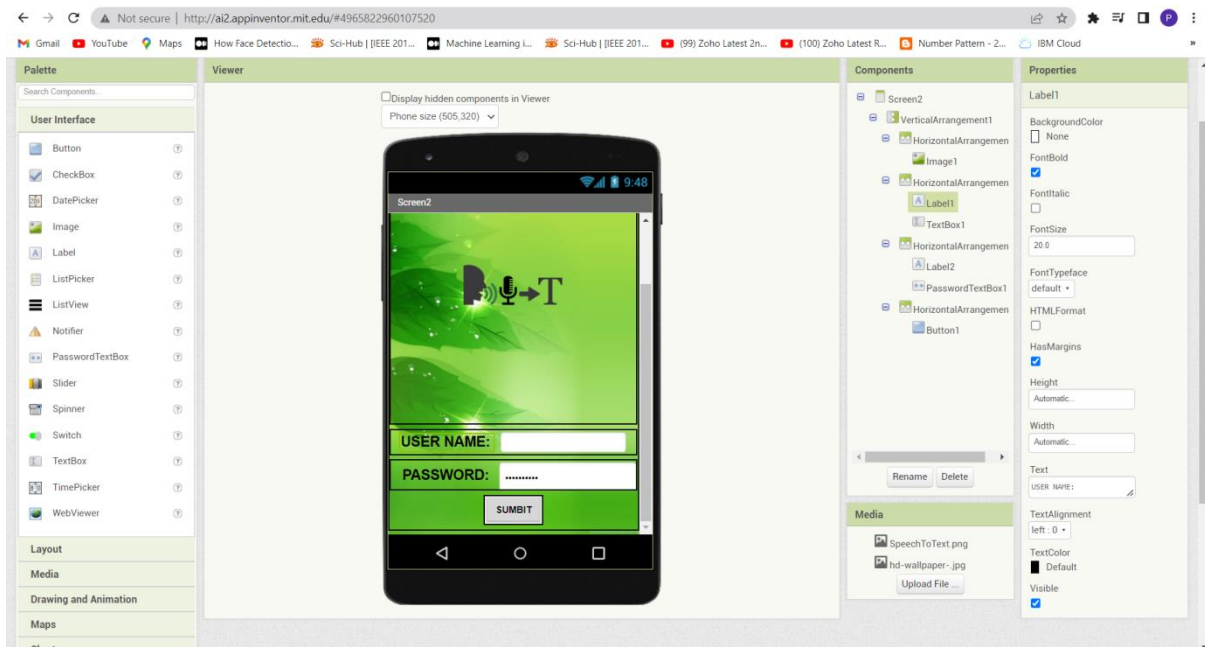 Not secure | http://ai2.appinventor.mit.edu/#4965822960107520
P
Gmail YouTube Maps How Face Detectio... Sci-Hub | [IEEE 201... Machine Learning i... Sci-Hub | [IEEE 201... (99) Zoho Latest 2n... (100) Zoho Latest R... Number Pattern - 2... IBM Cloud »
Palette
Search Components...
User Interface
Button
CheckBox
DatePicker
Image
Label
ListPicker
ListView
Notifier
PasswordTextBox
Slider
Spinner
Switch
TextBox
TimePicker
WebViewer
Layout
Media
Drawing and Animation
Maps
Viewer
Display hidden components in Viewer
Phone size (505,320)
9:48
Screen2
T
USER NAME:
PASSWORD: ..........
SUMBIT
Components
Screen2
VerticalArrangement1
HorizontalArrangemen
Image1
HorizontalArrangemen
Label1
TextBox1
HorizontalArrangemen
Label2
PasswordTextBox1
HorizontalArrangemen
Button1
Rename Delete
Media
SpeechToText.png
hd-wallpaper-.jpg
Upload File ...
Properties
Label1
BackgroundColor
None
FontBold
FontItalic
FontSize
20.0
FontTypeface
default
HTMLFormat
HasMargins
Height
Automatic...
Width
Automatic...
Text
USER NAME:
TextAlignment
left : 0
TextColor
Default
Visible